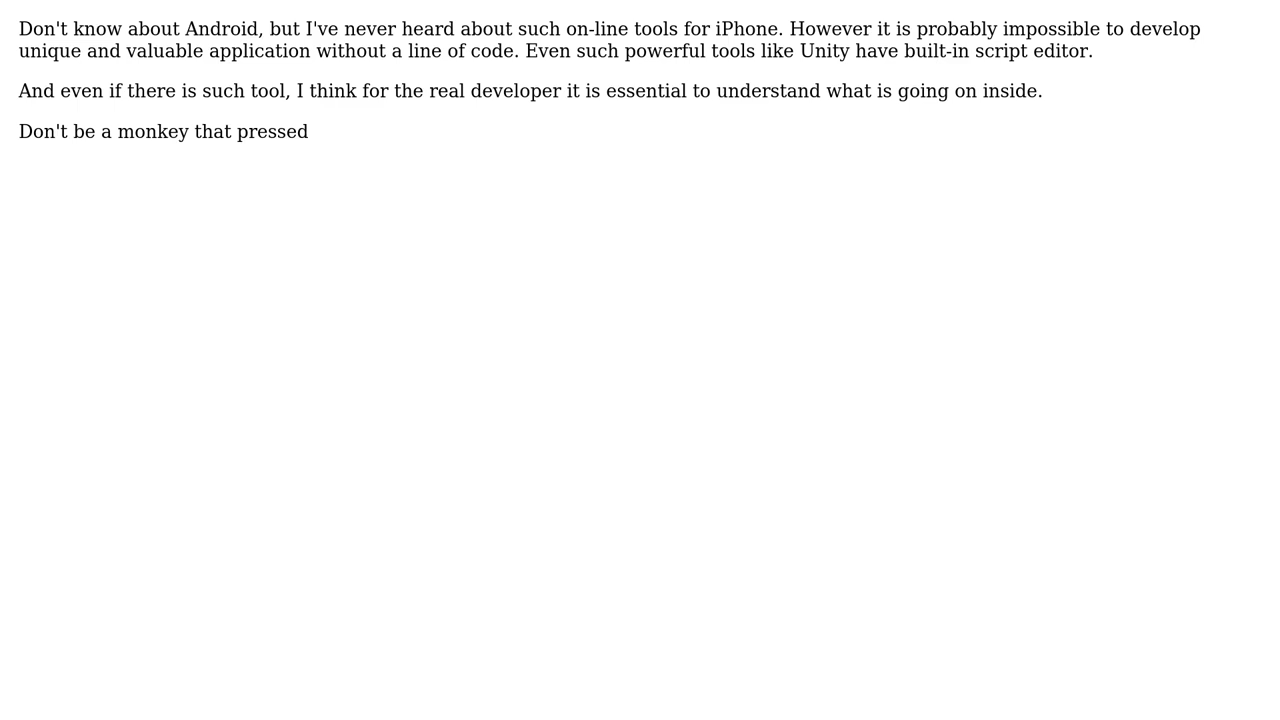 Don't know about Android, but I've never heard about such on-line tools for iPhone. However it is probably impossible to develop
unique and valuable application without a line of code. Even such powerful tools like Unity have built-in script editor.
And even if there is such tool, I think for the real developer it is essential to understand what is going on inside.
Don't be a monkey that pressed